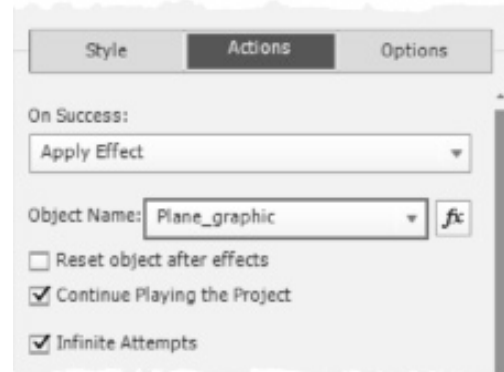 Style Actions Options
On Success:
Apply Effect
Object Name: Plane_graphic fx
Reset object after effects
Continue Playing the Project
Infinite Attempts